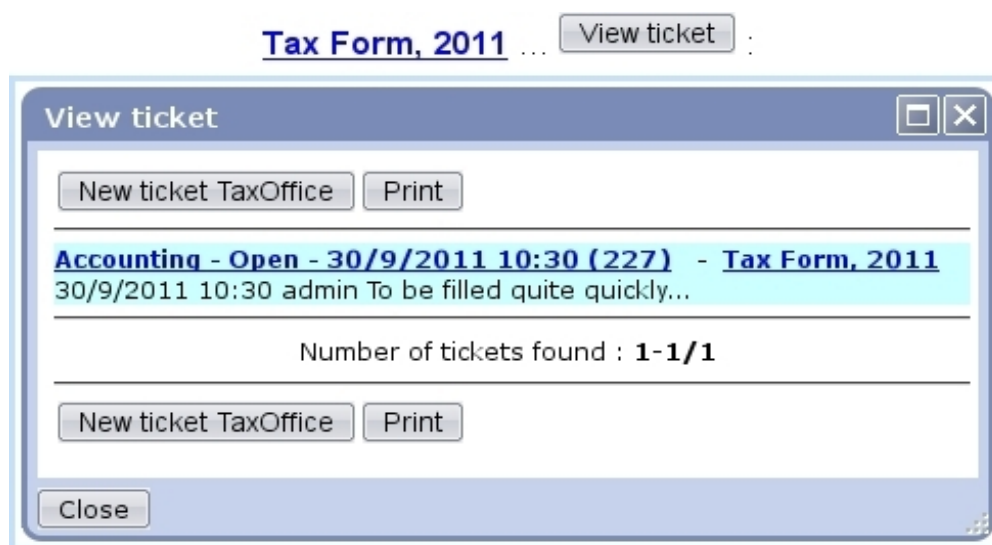 Tax Form, 2011 ... View ticket :
View ticket
New ticket TaxOffice Print
Accounting - Open - 30/9/2011 10:30 (227) - Tax Form, 2011
30/9/2011 10:30 admin To be filled quite quickly...
Number of tickets found : 1-1/1
New ticket TaxOffice Print
Close